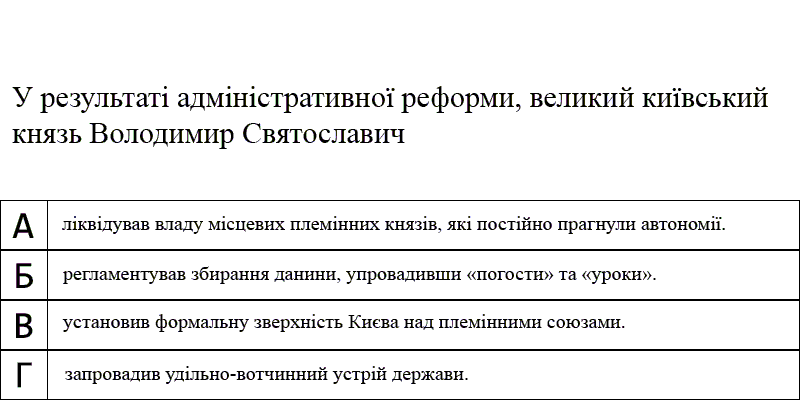 У результаті адміністративної реформи, великий київський
князь Володимир Святославич
А ліквідував владу місцевих племінних князів, які постійно прагнули автономії.
Б регламентував збирання данини, упровадивши «погости» та «уроки».
В установив формальну зверхність Києва над племінними союзами.
Г запровадив удільно-вотчинний устрій держави.